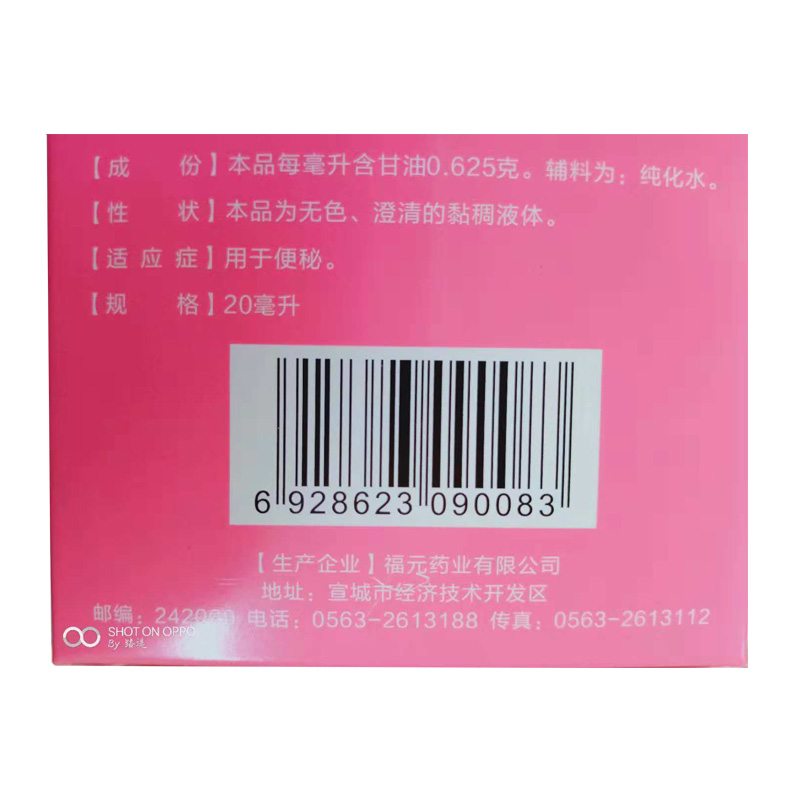 【成 份】本品每毫升含甘油0.625克。辅料为：纯化水。
【性 状】本品为无色、澄清的黏稠液体。
【适 应 症】用于便秘。
【规 格】20毫升
6 928623 090083
【生产企业】福元药业有限公司
地址：宣城市经济技术开发区
邮编：242000 电话：0563-2613188 传真：0563-2613112
SHOT ON OPPO
By